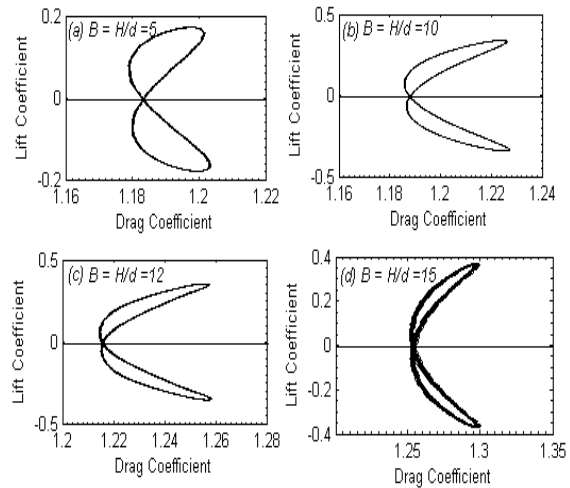 0.2
(a) B = H/d =5
Lift Coefficient
0
-0.2
1.16 1.18 1.2 1.22
Drag Coefficient
0.5
(b) B = H/d =10
Lift Coefficient
0
-0.5
1.16 1.18 1.2 1.22 1.24
Drag Coefficient
0.5
(c) B = H/d =12
Lift Coefficient
0
-0.5
1.2 1.22 1.24 1.26 1.28
Drag Coefficient
0.4
(d) B = H/d =15
0.2
Lift Coefficient
0
-0.2
-0.4
1.25 1.3 1.35
Drag Coefficient